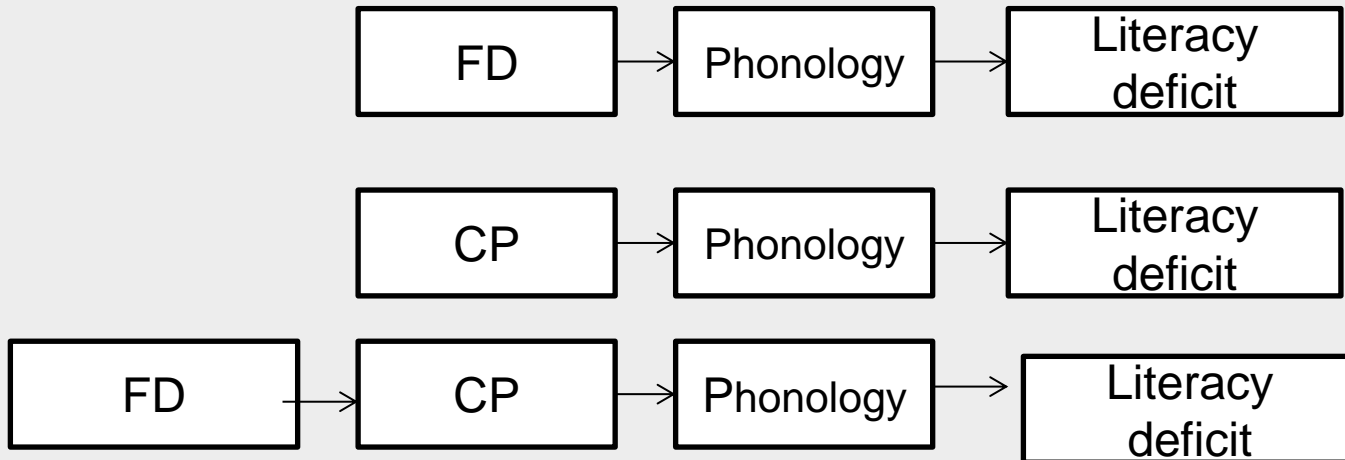 FD
Phonology
Literacy
deficit
CP
Phonology
Literacy
deficit
FD
CP
Phonology
Literacy
deficit